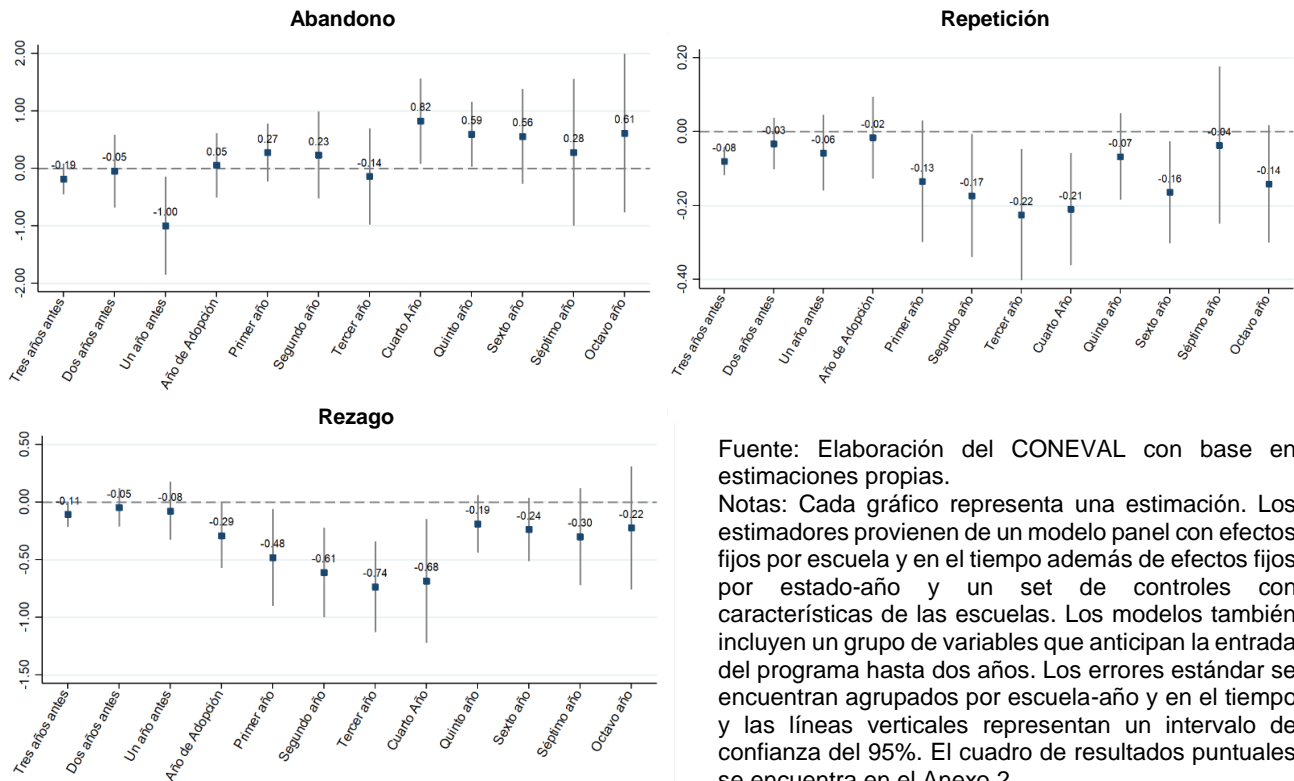 Abandono
2.00
1.00
0.00
-1.00
-2.00
-0.19
-0.05
-1.00
0.05
0.27
0.23
-0.14
0.82
0.59
0.56
0.28
0.61
Tres años antes
Dos años antes
Un año antes
Año de Adopción
Primer año
Segundo año
Tercer año
Cuarto Año
Quinto año
Sexto año
Séptimo año
Octavo año
Repetición
0.20
0.00
-0.20
-0.40
-0.08
-0.03
-0.06
-0.02
-0.13
-0.17
-0.22
-0.21
-0.07
-0.16
-0.04
-0.14
Tres años antes
Dos años antes
Un año antes
Año de Adopción
Primer año
Segundo año
Tercer año
Cuarto Año
Quinto año
Sexto año
Séptimo año
Octavo año
Rezago
0.50
0.00
-0.50
-1.00
-1.50
-0.11
-0.05
-0.08
-0.29
-0.48
-0.61
-0.74
-0.68
-0.19
-0.24
-0.30
-0.22
Tres años antes
Dos años antes
Un año antes
Año de Adopción
Primer año
Segundo año
Tercer año
Cuarto Año
Quinto año
Sexto año
Séptimo año
Octavo año
Fuente: Elaboración del CONEVAL con base en
estimaciones propias.
Notas: Cada gráfico representa una estimación. Los
estimadores provienen de un modelo panel con efectos
fijos por escuela y en el tiempo además de efectos fijos
por estado-año y un set de controles con
características de las escuelas. Los modelos también
incluyen un grupo de variables que anticipan la entrada
del programa hasta dos años. Los errores estándar se
encuentran agrupados por escuela-año y en el tiempo
y las líneas verticales representan un intervalo de
confianza del 95%. El cuadro de resultados puntuales
se encuentra en el Anexo 2